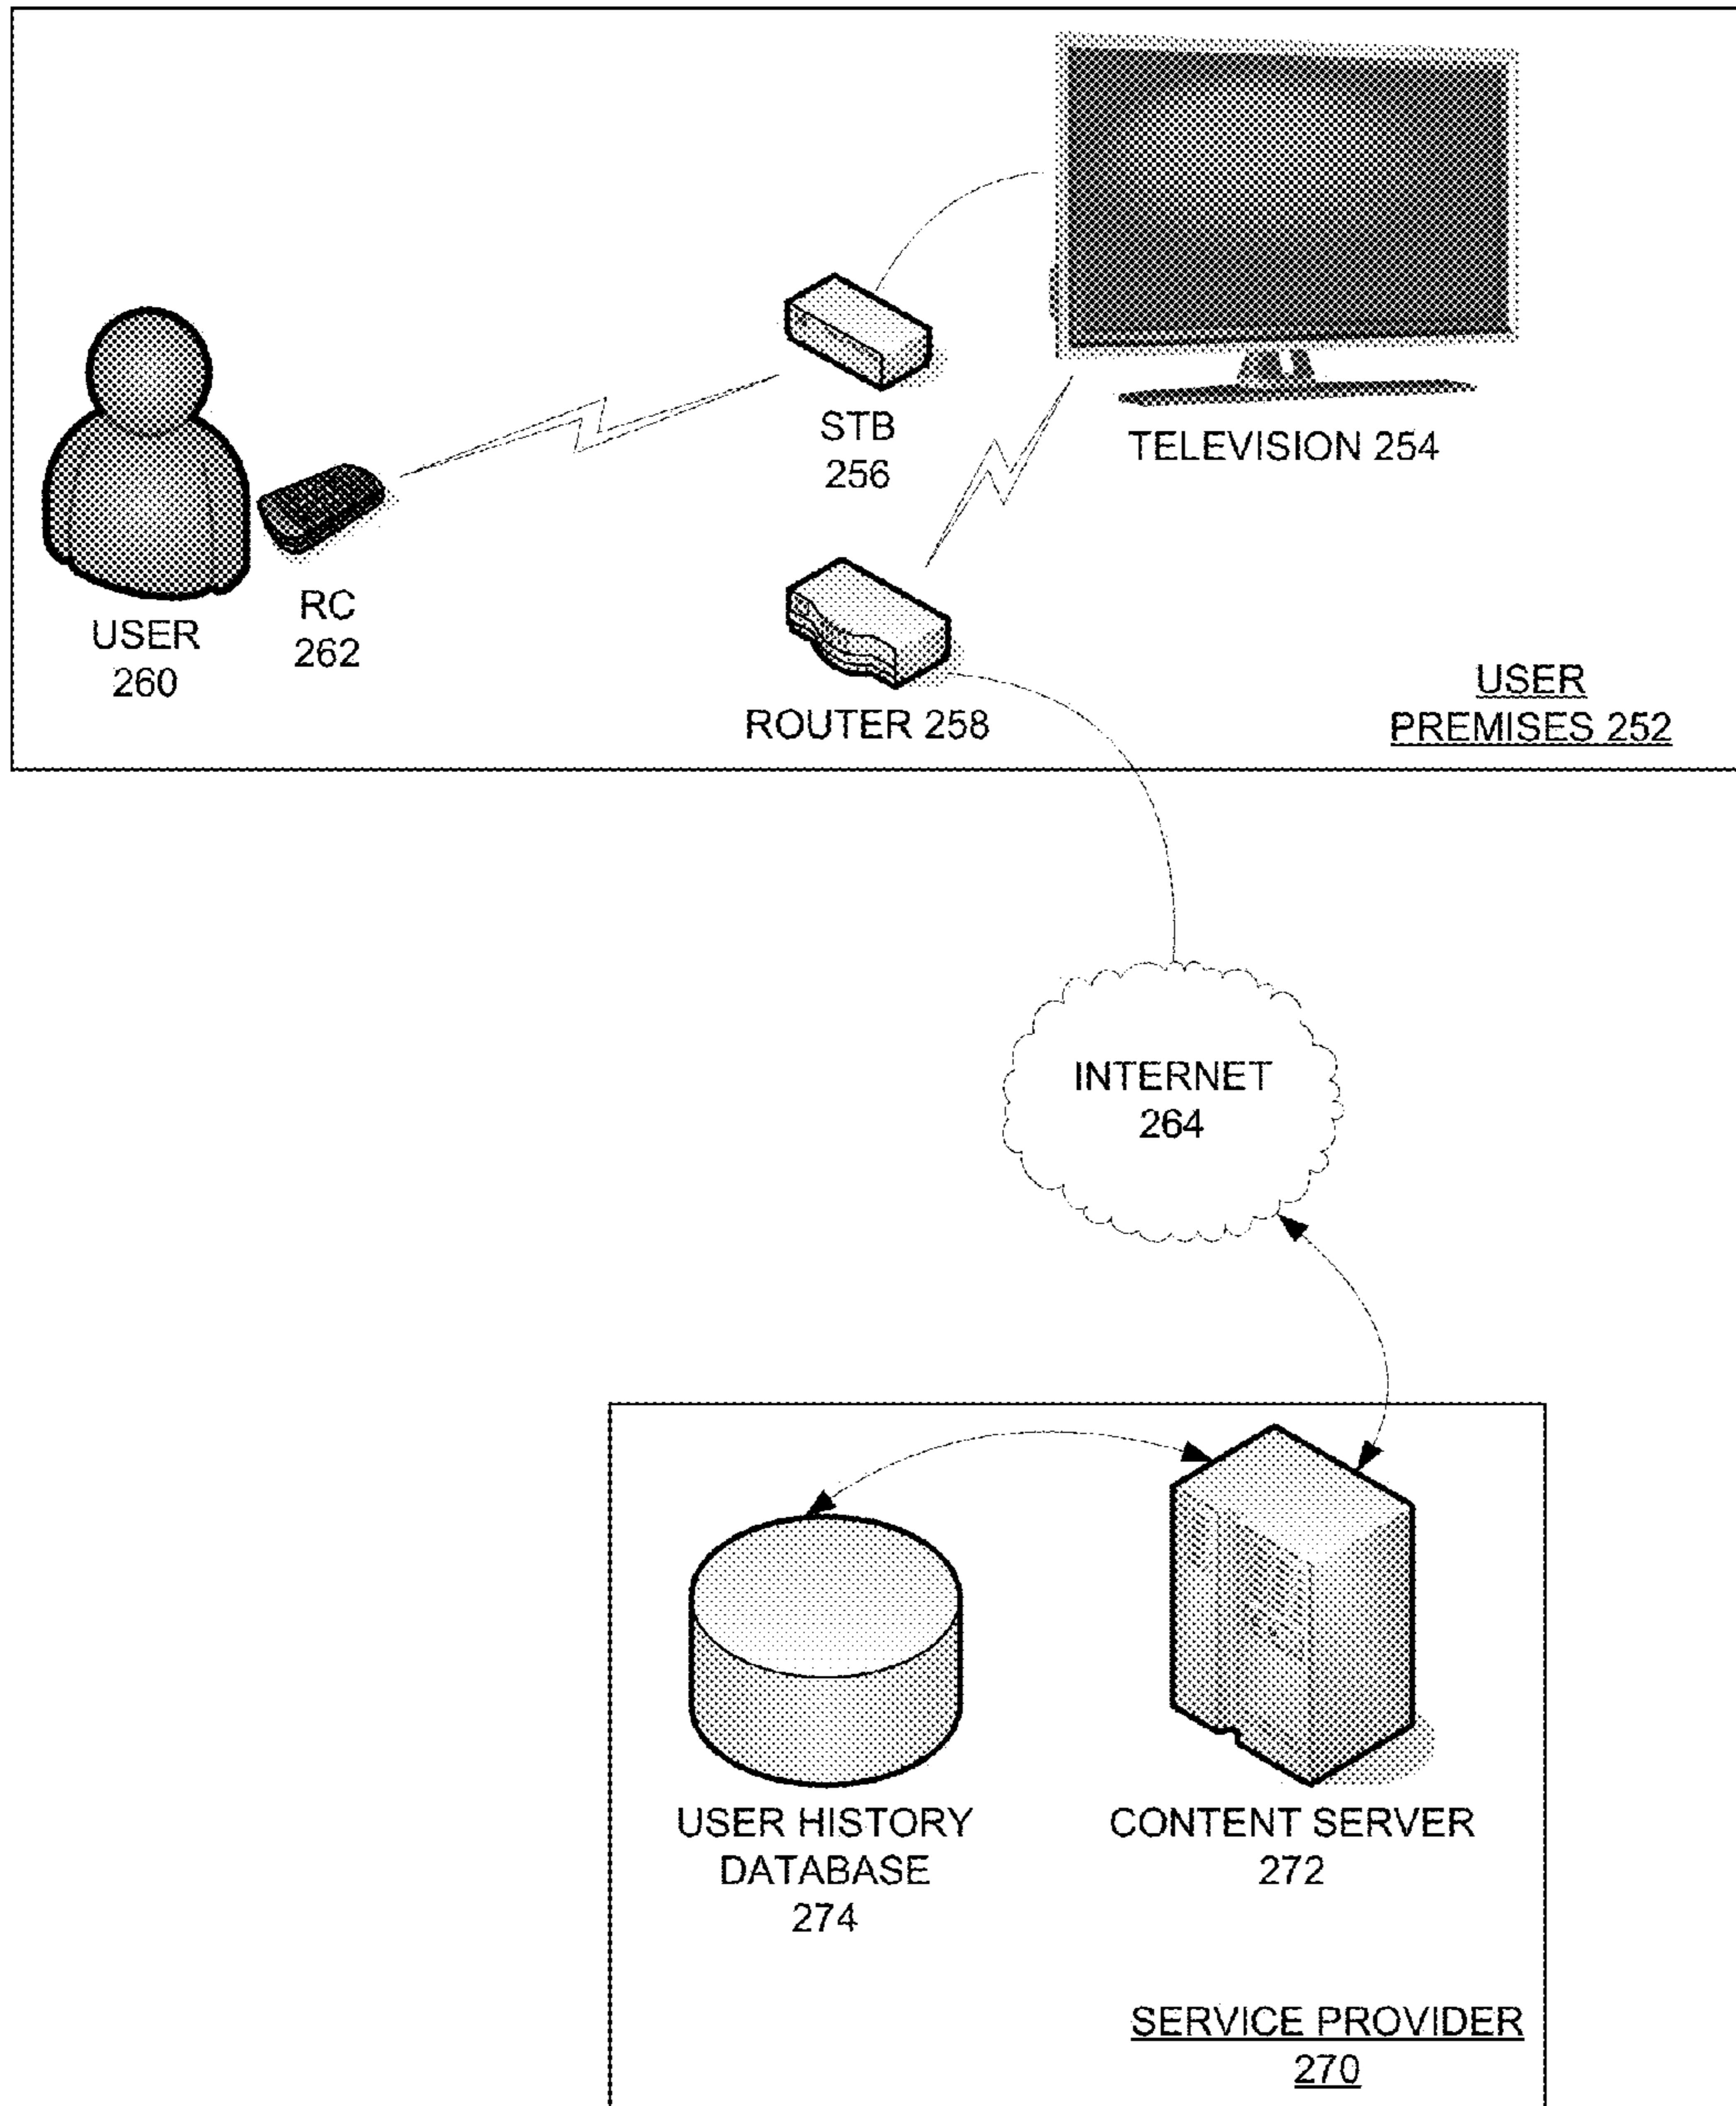 STB
256
TELEVISION 254
USER
260
RC
262
ROUTER 258
USER
PREMISES 252
INTERNET
264
USER HISTORY
DATABASE
274
CONTENT SERVER
272
SERVICE PROVIDER
270